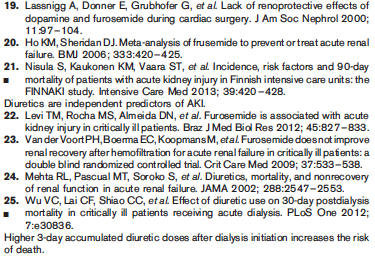 19. Lassnigg A, Donner E, Grubhofer G, et al. Lack of renoprotective effects of
dopamine and furosemide during cardiac surgery. J Am Soc Nephrol 2000;
11:97–104.
20. Ho KM, Sheridan DJ. Meta-analysis of frusemide to prevent or treat acute renal
failure. BMJ 2006; 333:420–425.
21. Nisula S, Kaukonen KM, Vaara ST, et al. Incidence, risk factors and 90-day
■ mortality of patients with acute kidney injury in Finnish intensive care units: the
FINNAKI study. Intensive Care Med 2013; 39:420–428.
Diuretics are independent predictors of AKI.
22. Levi TM, Rocha MS, Almeida DN, et al. Furosemide is associated with acute
kidney injury in critically ill patients. Braz J Med Biol Res 2012; 45:827–833.
23. Van der Voort PH, Boerma EC, Koopmans M, et al. Furosemide does not improve
renal recovery after hemofiltration for acute renal failure in critically ill patients: a
double blind randomized controlled trial. Crit Care Med 2009; 37:533–538.
24. Mehta RL, Pascual MT, Soroko S, et al. Diuretics, mortality, and nonrecovery
of renal function in acute renal failure. JAMA 2002; 288:2547–2553.
25. Wu VC, Lai CF, Shiao CC, et al. Effect of diuretic use on 30-day postdialysis
■ mortality in critically ill patients receiving acute dialysis. PLoS One 2012;
7:e30836.
Higher 3-day accumulated diuretic doses after dialysis initiation increases the risk
of death.